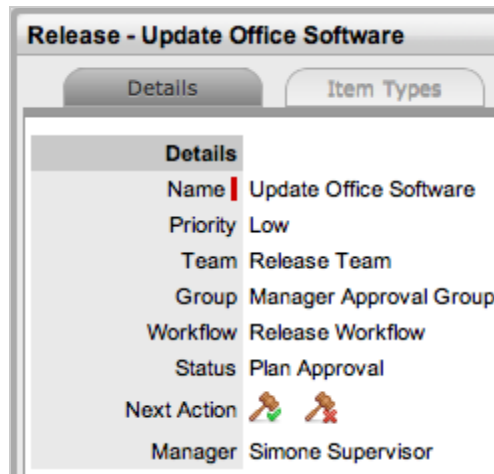 Release - Update Office Software
Details Item Types
Details
Name Update Office Software
Priority Low
Team Release Team
Group Manager Approval Group
Workflow Release Workflow
Status Plan Approval
Next Action
Manager Simone Supervisor